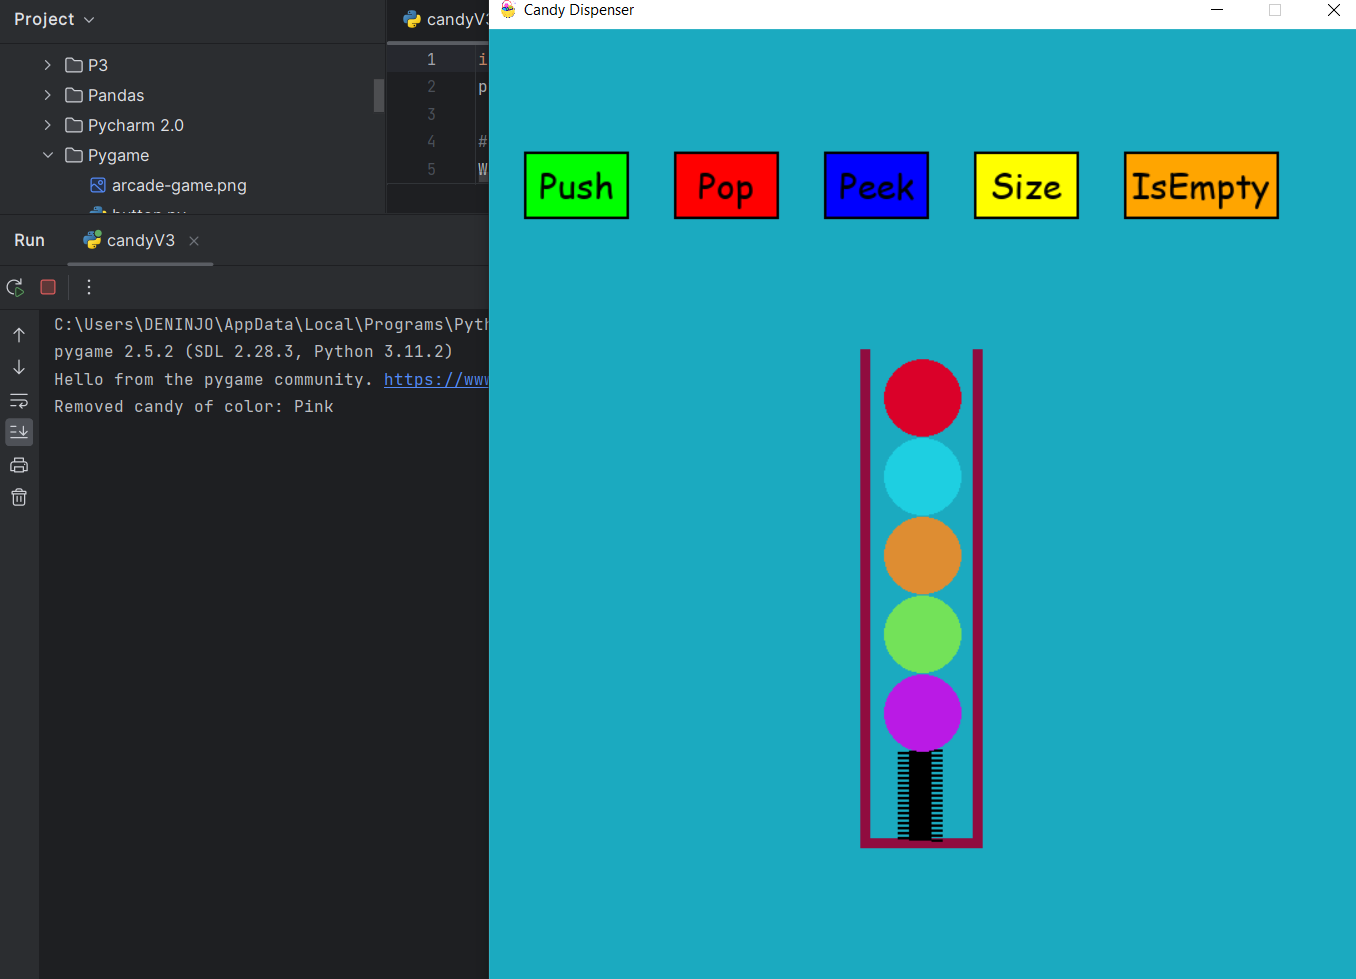 Project
candyV3
Candy Dispenser
P3
Pandas
Pycharm 2.0
Pygame
arcade-game.png
1 i
2 p
3
4 #
5 W
Run
candyV3
C:\Users\DENINJO\AppData\Local\Programs\Pyth
pygame 2.5.2 (SDL 2.28.3, Python 3.11.2)
Hello from the pygame community. https://www
Removed candy of color: Pink
Push
Pop
Peek
Size
IsEmpty